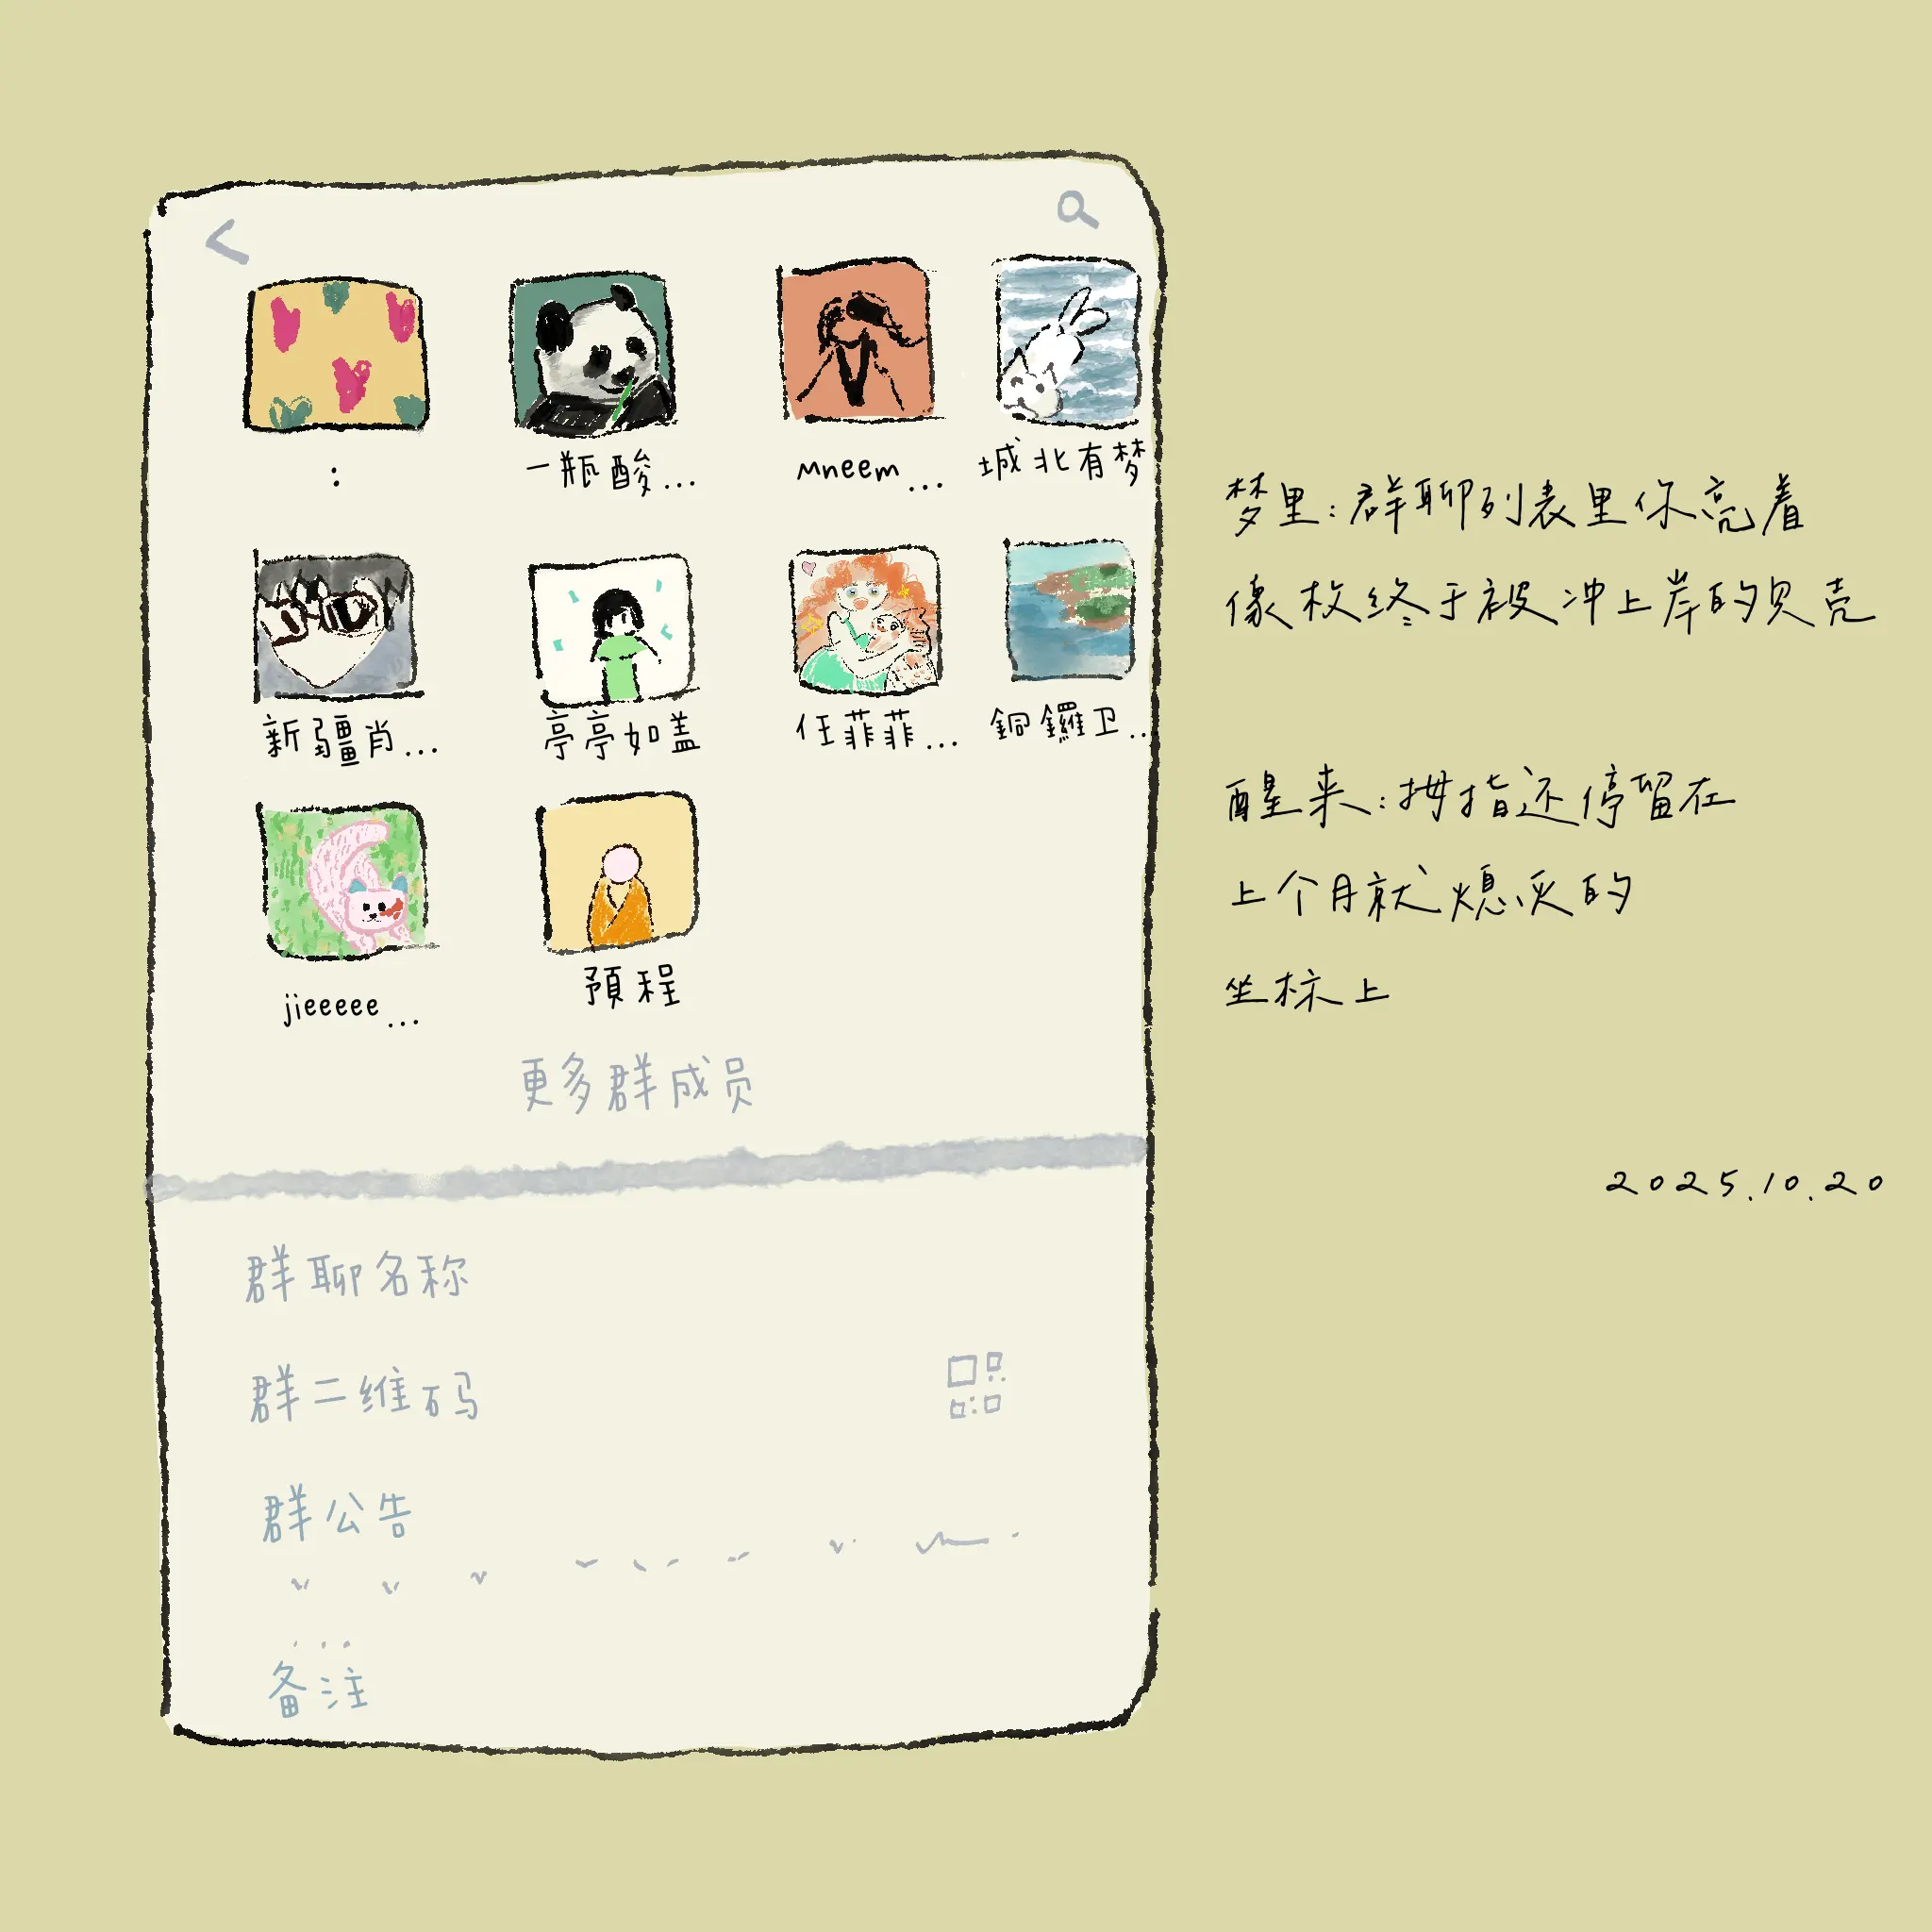 :
一瓶酸...
mneem...
城北有梦
新疆肖...
亭亭如盖
任菲菲...
銅鑼卫...
jieeeee...
預程
更多群成员
群聊名称
群二维码
群公告
备注
梦里:群聊列表里你亮着
像枚终于被冲上岸的贝壳
醒来:拇指还停留在
上个月就熄灭的
坐标上
2025.10.20